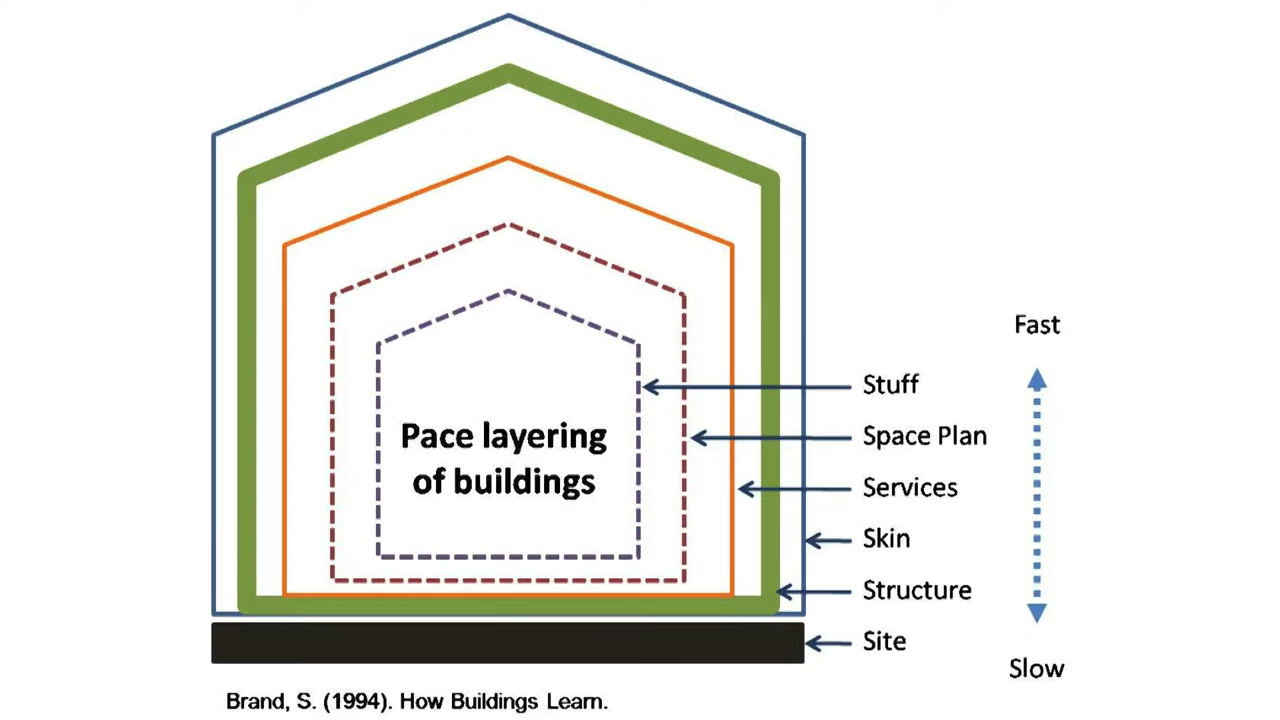 Fast
Stuff
Pace layering
of buildings
Space Plan
Services
Skin
Structure
Site
Slow
Brand, S. (1994). How Buildings Learn.